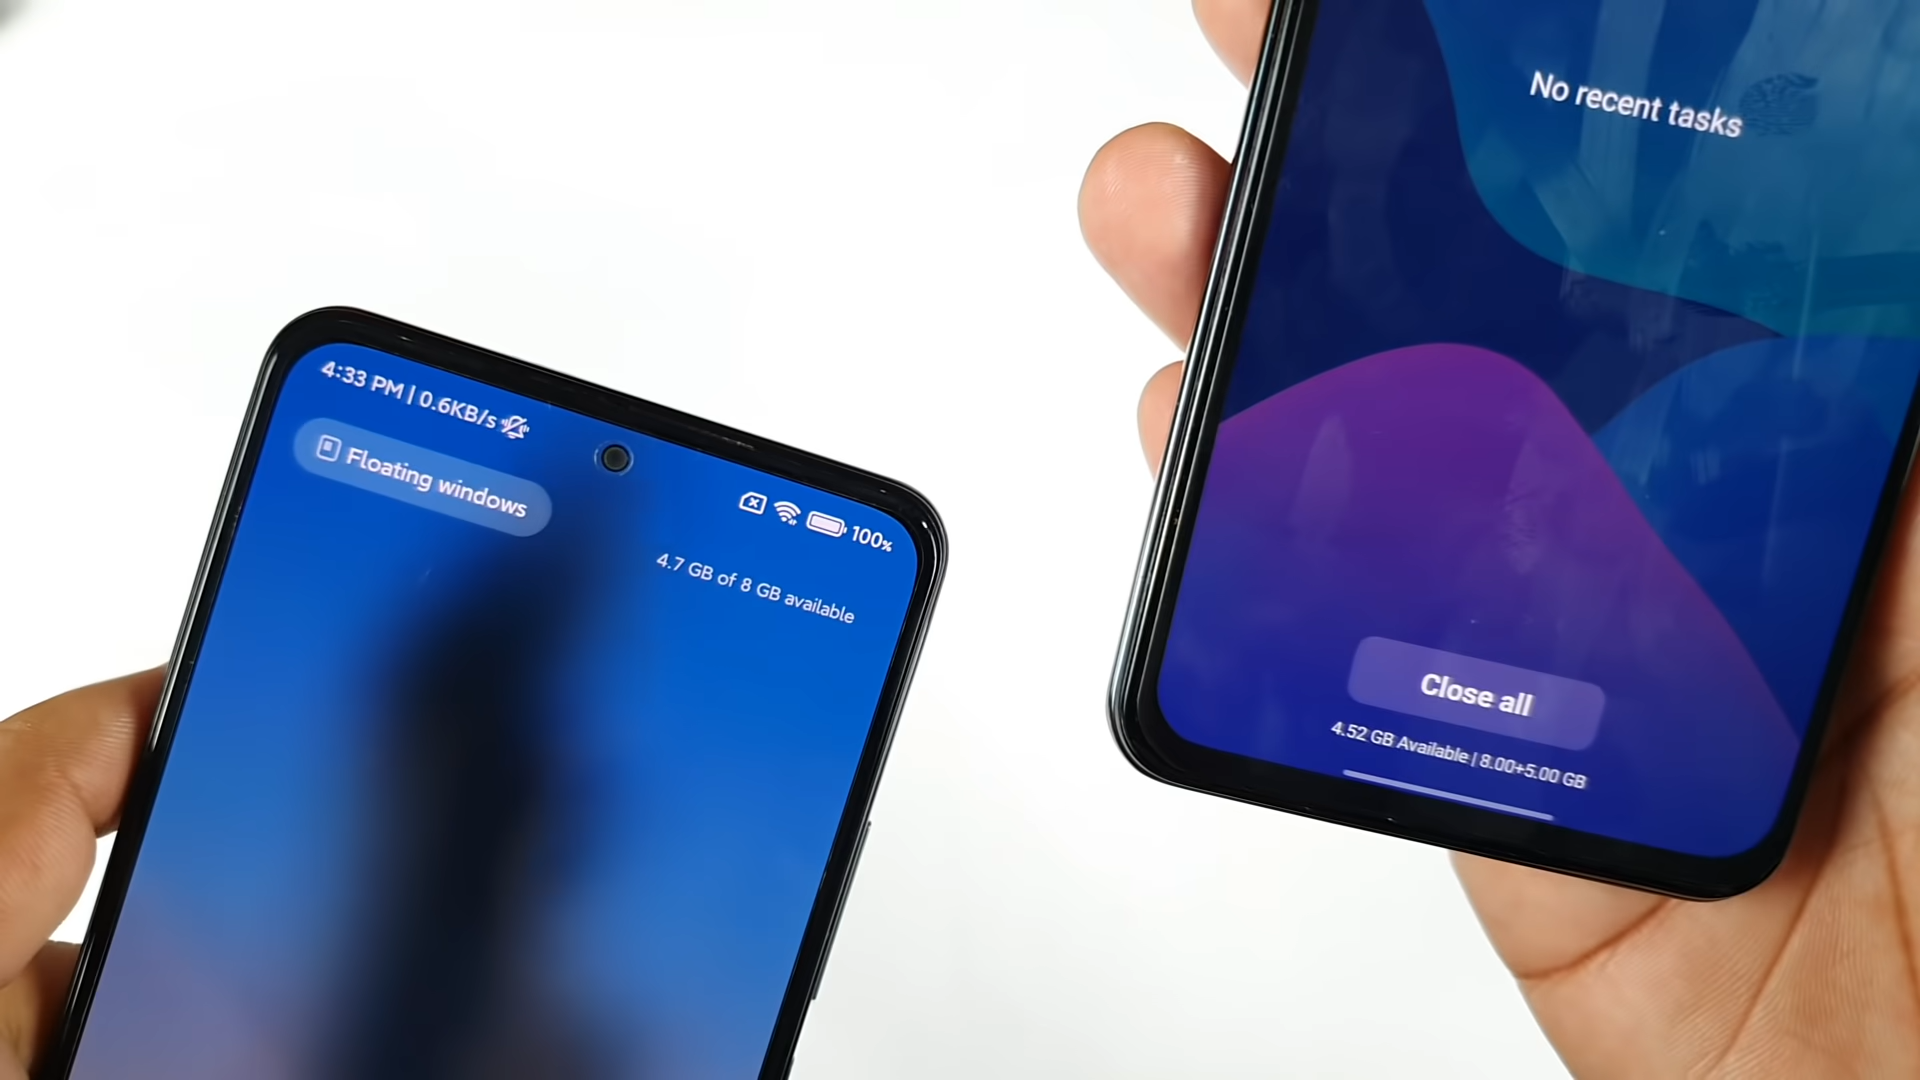 4:33 PM | 0.6KB/s
Floating windows
100%
4.7 GB of 8 GB available
No recent tasks
Close all
4.52 GB Available | 8.00+5.00 GB